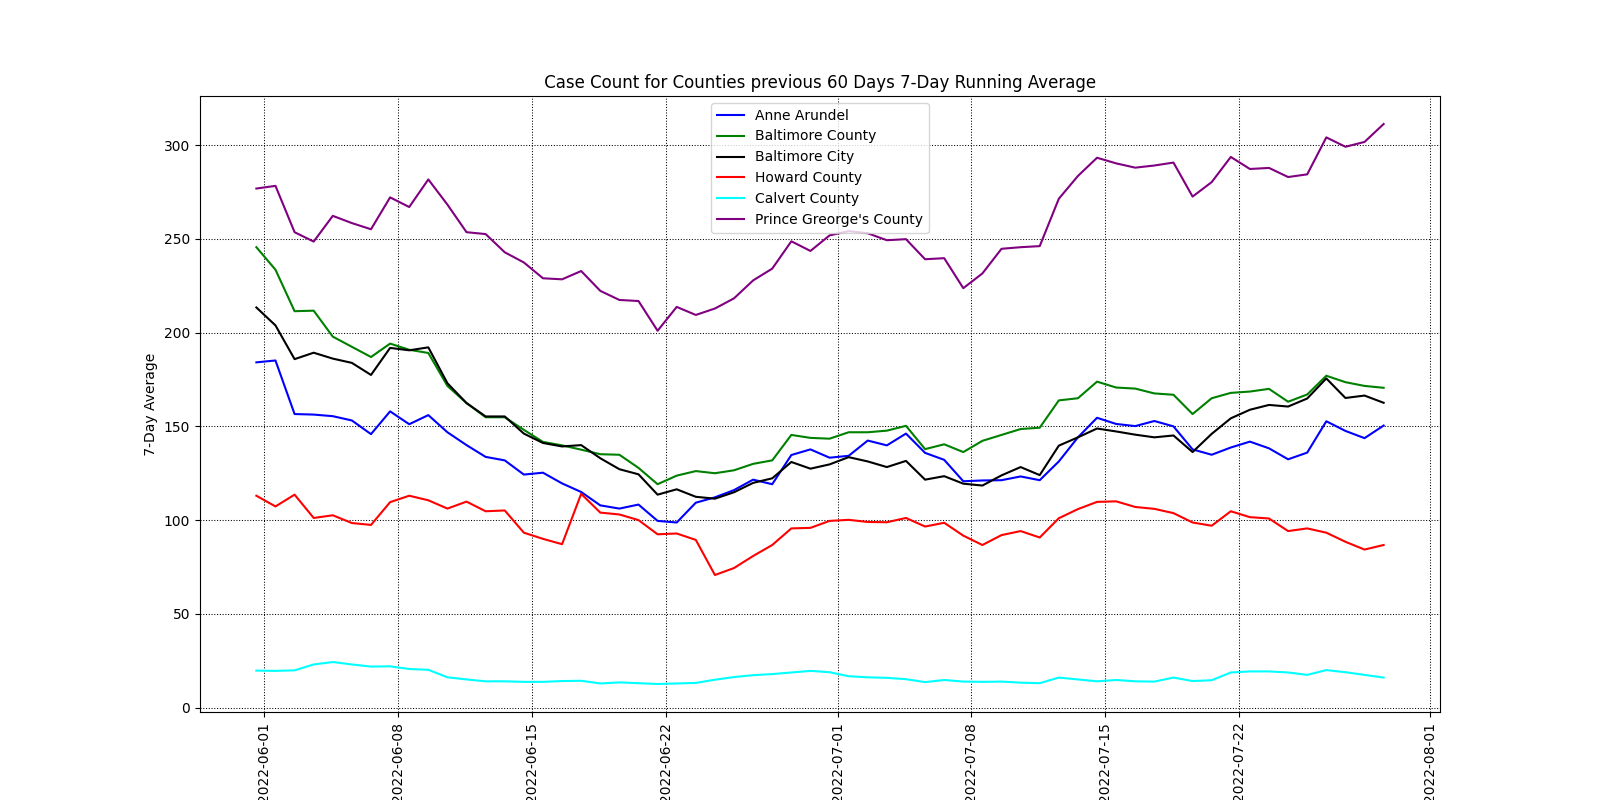 Case Count for Counties previous 60 Days 7-Day Running Average
Anne Arundel
Baltimore County
Baltimore City
Howard County
Calvert County
Prince Greorge's County
7-Day Average
300
250
200
150
100
50
0
2022-06-01
2022-06-08
2022-06-15
2022-06-22
2022-07-01
2022-07-08
2022-07-15
2022-07-22
2022-08-01